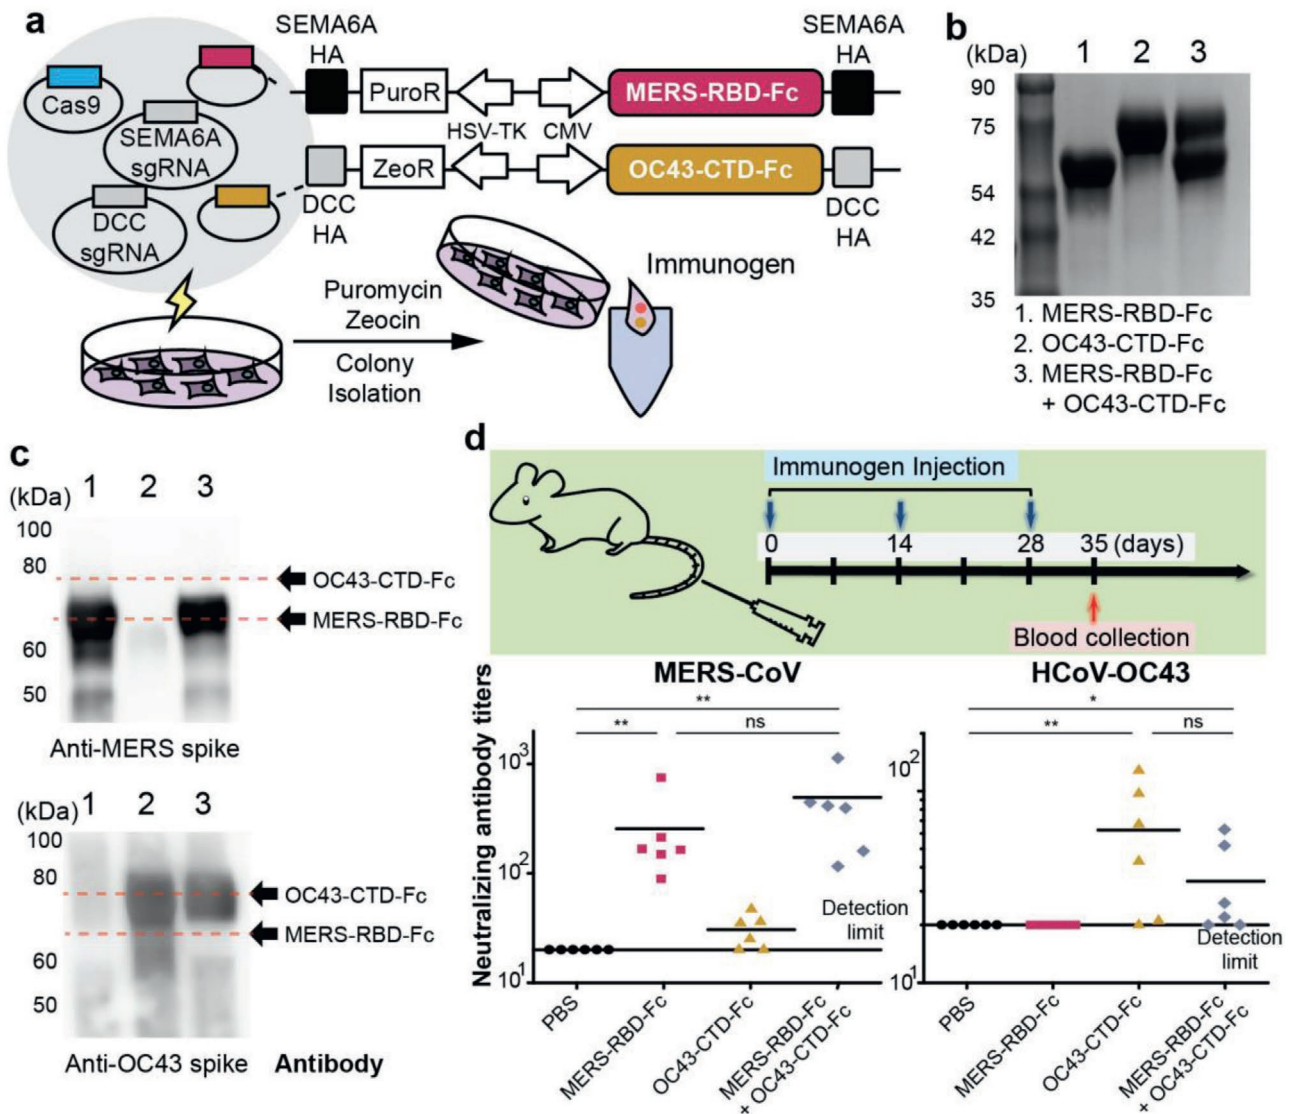 a
SEMA6A
HA
SEMA6A
HA
Cas9
PuroR
MERS-RBD-Fc
SEMA6A
sgRNA
HSV-TK
CMV
ZeoR
OC43-CTD-Fc
DCC
sgRNA
DCC
HA
DCC
HA
Puromycin
Zeocin
Colony
Isolation
Immunogen
b
(kDa)
1 2 3
90
75
54
42
35
1. MERS-RBD-Fc
2. OC43-CTD-Fc
3. MERS-RBD-Fc
+ OC43-CTD-Fc
c
(kDa)
1 2 3
100
80
60
50
OC43-CTD-Fc
MERS-RBD-Fc
Anti-MERS spike
(kDa) 1 2 3
100
80
60
50
OC43-CTD-Fc
MERS-RBD-Fc
Anti-OC43 spike
Antibody
d
Immunogen Injection
0 14 28 35 (days)
Blood collection
MERS-CoV
Neutralizing antibody titers
**
** ns
10³
10²
10¹
Detection
limit
PBS
MERS-RBD-Fc
OC43-CTD-Fc
MERS-RBD-Fc
+ OC43-CTD-Fc
HCoV-OC43
*
** ns
10²
10¹
Detection
limit
PBS
MERS-RBD-Fc
OC43-CTD-Fc
MERS-RBD-Fc
+ OC43-CTD-Fc